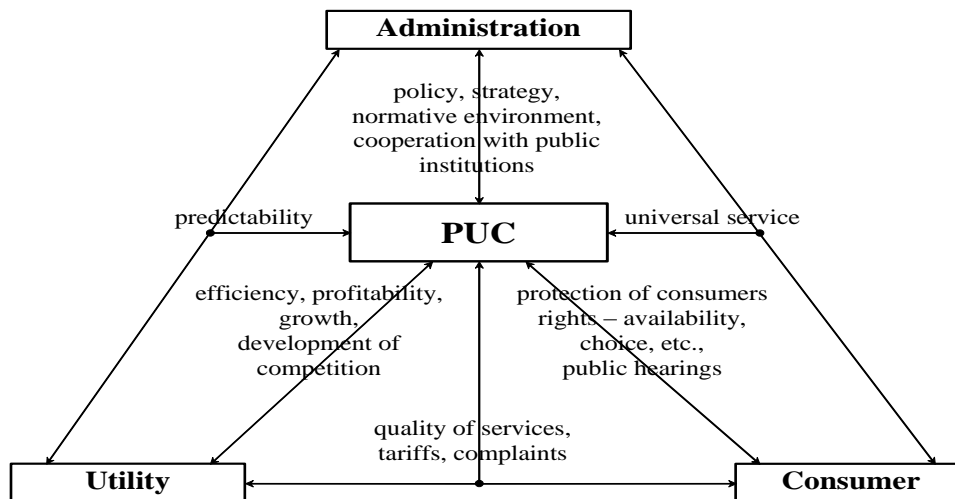 Administration
policy, strategy,
normative environment,
cooperation with public
institutions
predictability
PUC
universal service
efficiency, profitability,
growth,
development of
competition
protection of consumers
rights – availability,
choice, etc.,
public hearings
quality of services,
tariffs, complaints
Utility
Consumer